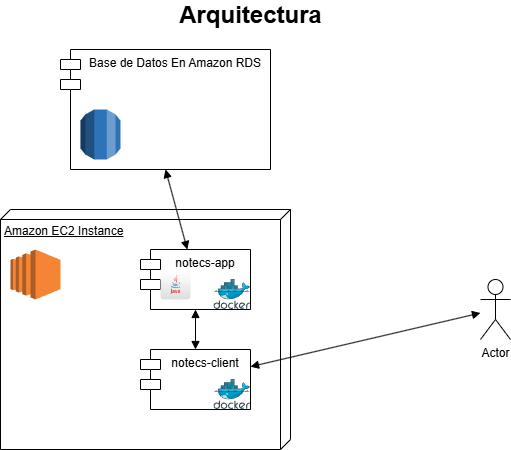 Arquitectura
Base de Datos En Amazon RDS
Amazon EC2 Instance
notecs-app
Java
docker
Actor
notecs-client
docker